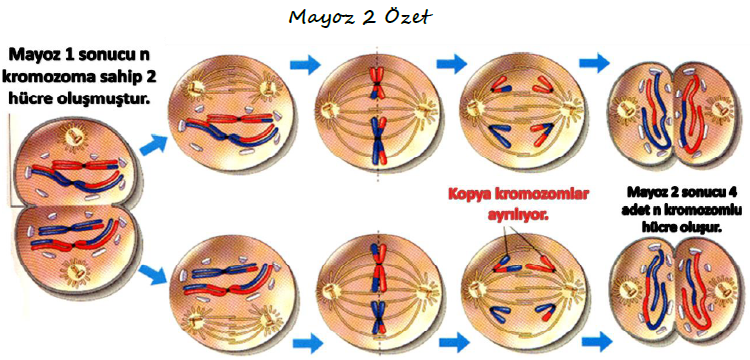 Mayoz 2 Özet
Mayoz 1 sonucu n
kromozoma sahip 2
hücre oluşmuştur.
Kopya kromozomlar
ayrılıyor.
Mayoz 2 sonucu 4
adet n kromozomlu
hücre oluşur.